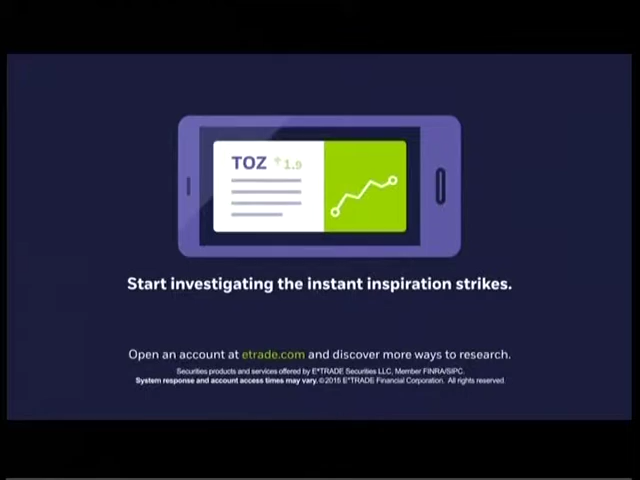 TOZ ↑1.9
Start investigating the instant inspiration strikes.
Open an account at etrade.com and discover more ways to research.
Securities products and services offered by E*TRADE Securities LLC, Member FINRA/SIPC.
System response and account access times may vary. ©2015 E*TRADE Financial Corporation. All rights reserved.